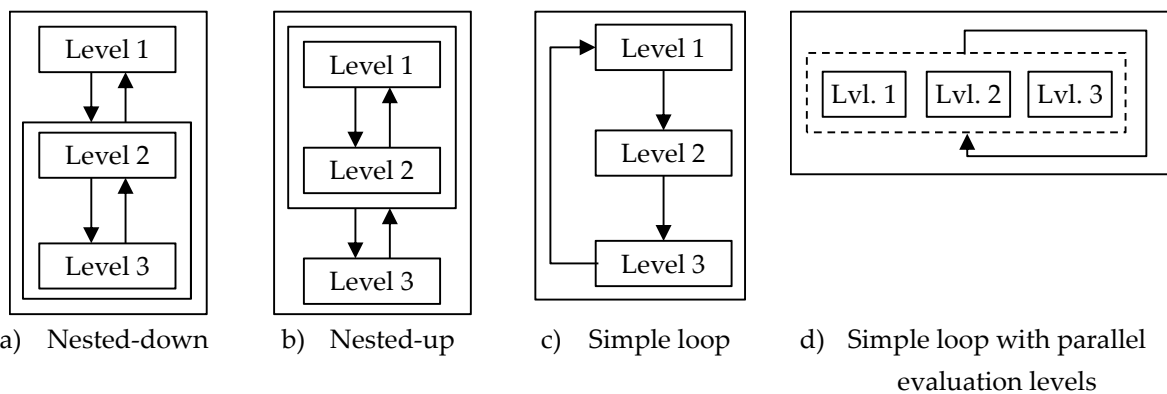 Level 1
Level 2
Level 3
Level 1
Level 2
Level 3
Level 1
Level 2
Level 3
Lvl. 1 Lvl. 2 Lvl. 3
a) Nested-down b) Nested-up c) Simple loop d) Simple loop with parallel
evaluation levels